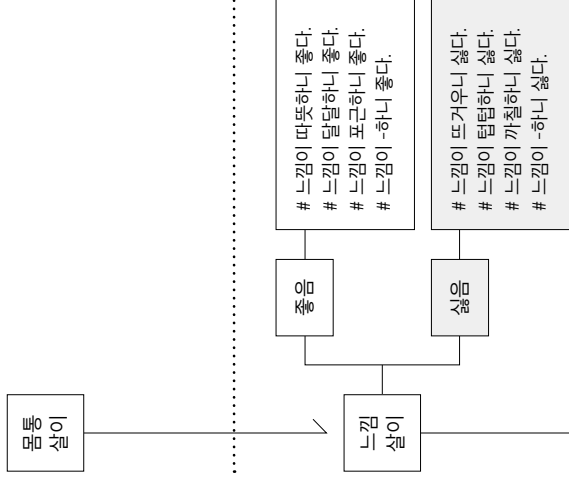 몸통
살이
느낌
살이
좋음
# 느낌이 따뜻하니 좋다.
# 느낌이 달달하니 좋다.
# 느낌이 포근하니 좋다.
# 느낌이 -하니 좋다.
싫음
# 느낌이 뜨거우니 싫다.
# 느낌이 텁텁하니 싫다.
# 느낌이 까칠하니 싫다.
# 느낌이 -하니 싫다.